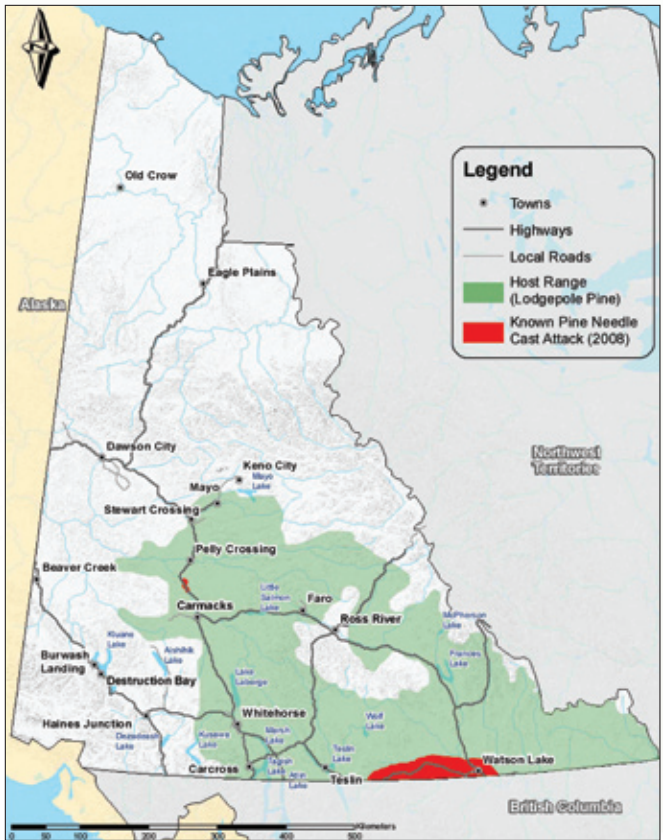 N
Old Crow
Eagle Plains
Alaska
Legend
Towns
Highways
Local Roads
Host Range
(Lodgepole Pine)
Known Pine Needle
Cast Attack (2008)
Dawson City
Northwest
Territories
Keno City
Mayo
Lake
Mayo
Stewart Crossing
Pelly Crossing
Beaver Creek
Little
Salmon
Lake
Faro
Carmacks
Ross River
McPherson
Lake
Kluane
Lake
Aishihik
Lake
Frances
Lake
Burwash
Landing
Destruction Bay
Lake
Laberge
Whitehorse
Wolf
Lake
Haines Junction
Dezadeash
Lake
Kusawa
Lake
Marsh
Lake
Teslin
Lake
Watson Lake
Carcross
Tagish
Lake
Atlin
Lake
Teslin
British Columbia
0 50 100 200 300 400 500
Kilometers